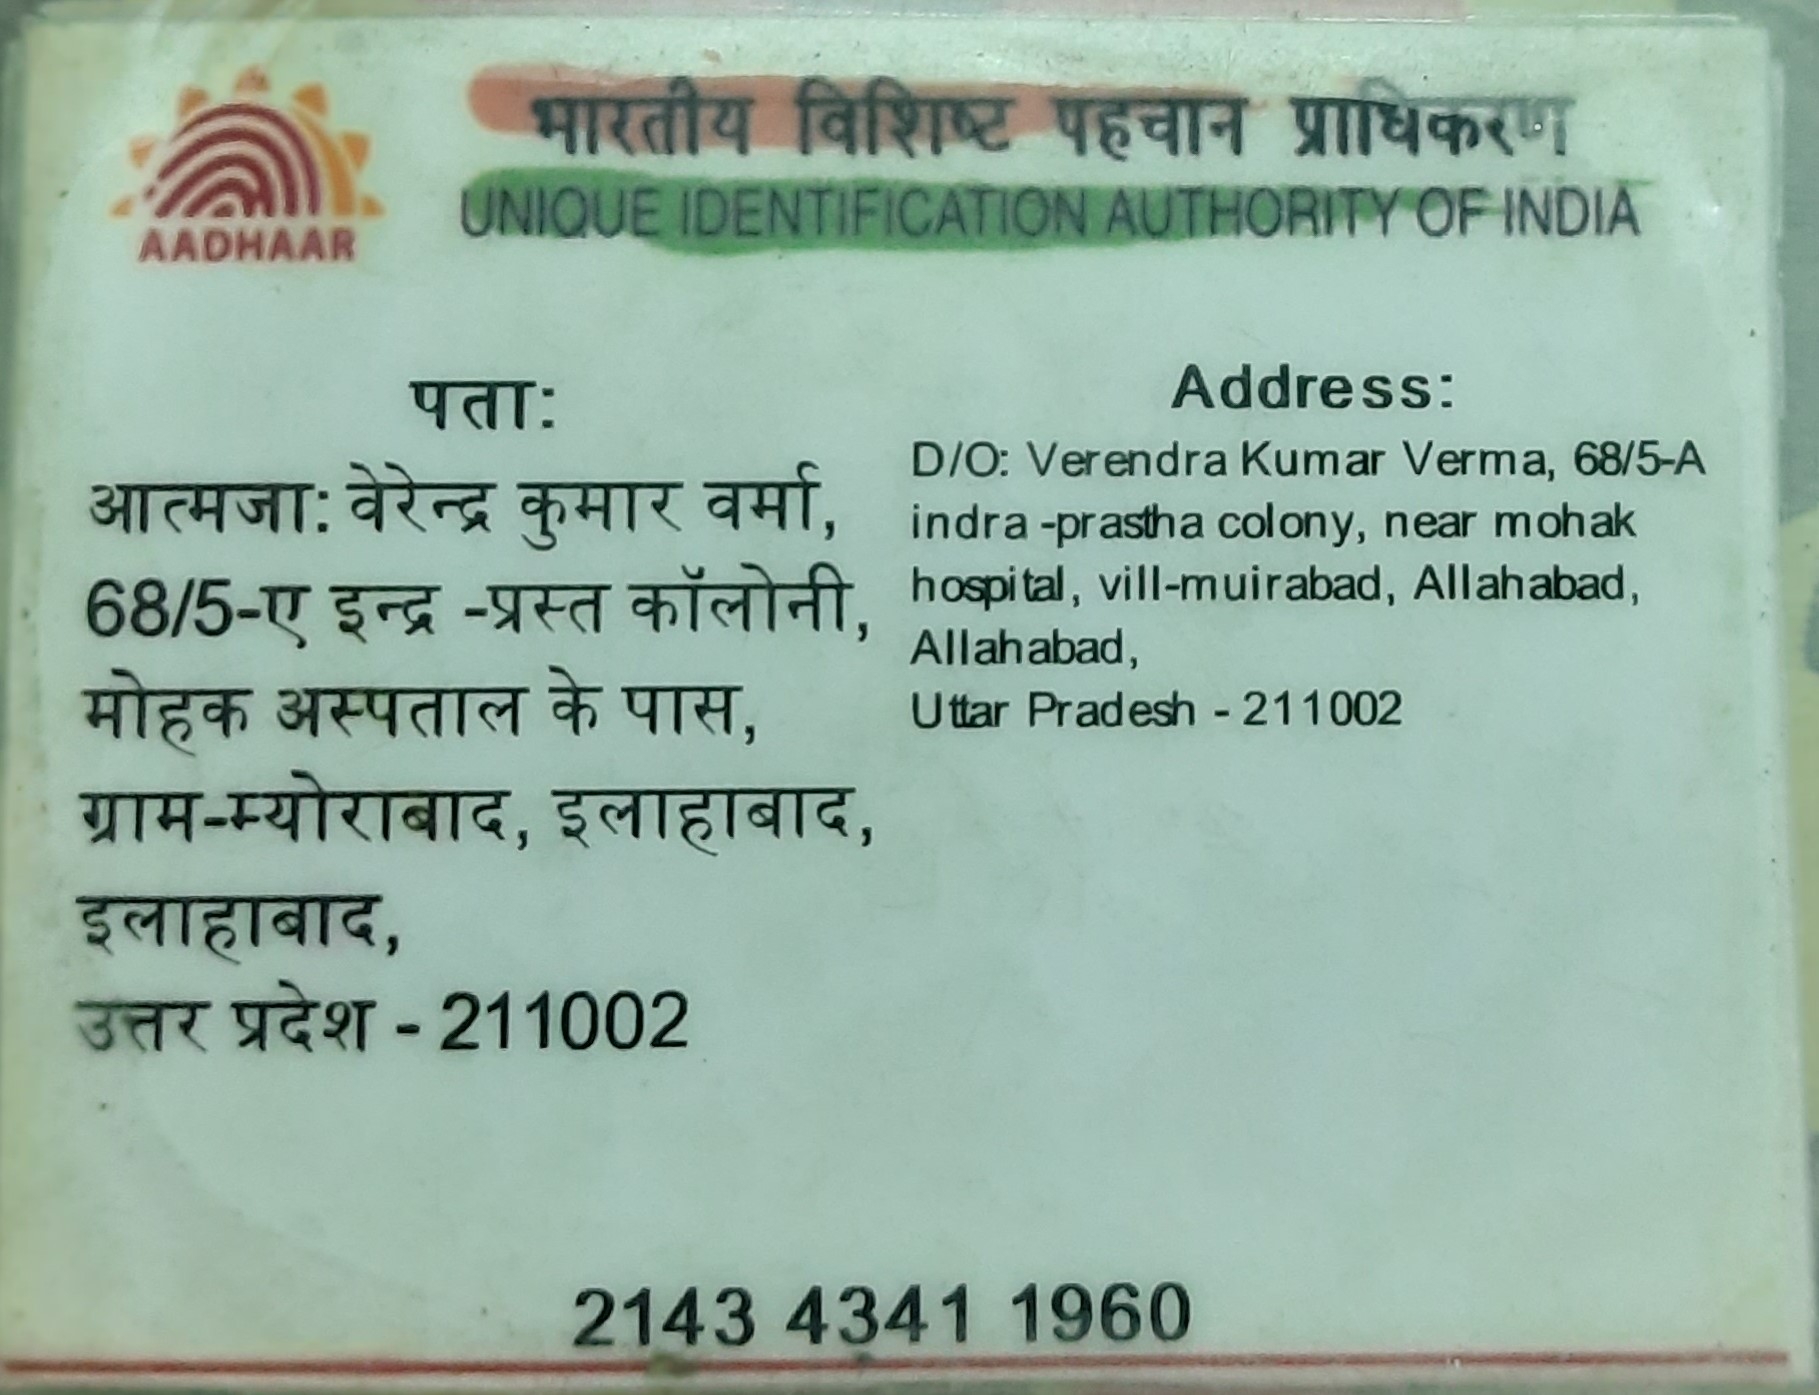 भारतीय विशिष्ट पहचान प्राधिकरण
UNIQUE IDENTIFICATION AUTHORITY OF INDIA
AADHAAR
पता:
आत्मजा: वेरेन्द्र कुमार वर्मा,
68/5-ए इन्द्र -प्रस्त कॉलोनी,
मोहक अस्पताल के पास,
ग्राम-म्योराबाद, इलाहाबाद,
इलाहाबाद,
उत्तर प्रदेश - 211002
Address:
D/O: Verendra Kumar Verma, 68/5-A
indra -prastha colony, near mohak
hospital, vill-muirabad, Allahabad,
Allahabad,
Uttar Pradesh - 211002
2143 4341 1960